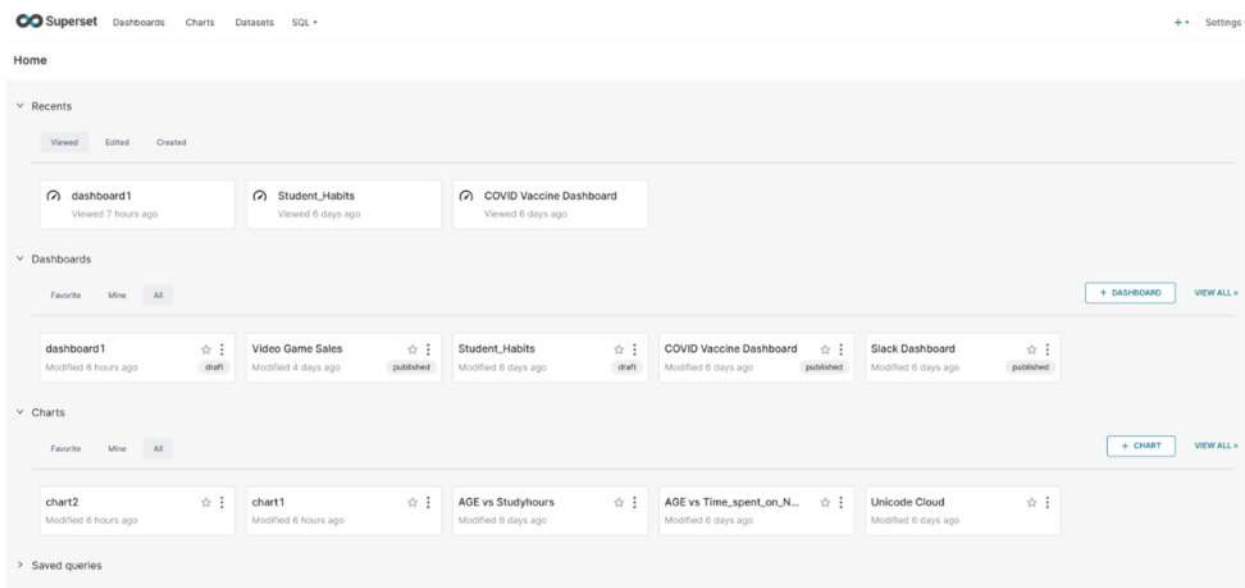 Superset Dashboards Charts Datasets SQL
+ Settings
Home
Recents
Viewed Edited Created
dashboard1 Student_Habits COVID Vaccine Dashboard
Viewed 7 hours ago Viewed 6 days ago Viewed 6 days ago
Dashboards
Favorite Mine All + DASHBOARD VIEW ALL »
dashboard1 Video Game Sales Student_Habits COVID Vaccine Dashboard Slack Dashboard
Modified 6 hours ago draft Modified 4 days ago published Modified 6 days ago draft Modified 6 days ago published Modified 6 days ago published
Charts
Favorite Mine All + CHART VIEW ALL »
chart2 chart1 AGE vs Studyhours AGE vs Time_spent_on_N... Unicode Cloud
Modified 6 hours ago Modified 6 hours ago Modified 6 days ago Modified 6 days ago Modified 6 days ago
Saved queries